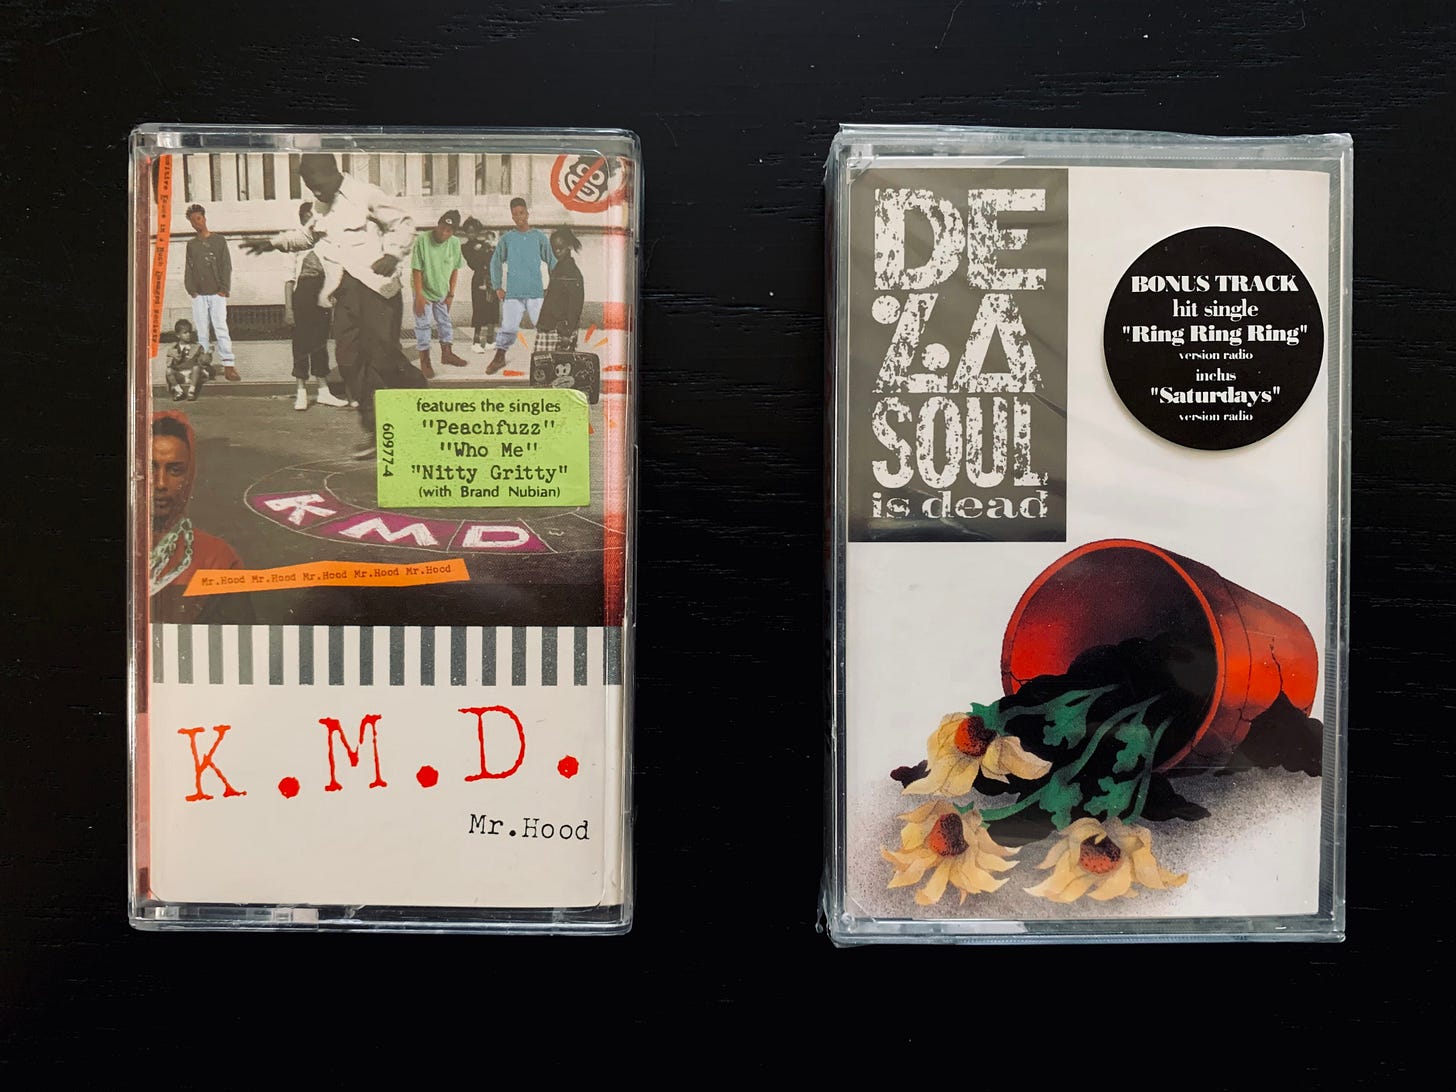 features the singles
"Peachfuzz"
"Who Me"
"Nitty Gritty"
(with Brand Nubian)
60977-4
KMD
Mr.Hood Mr.Hood Mr.Hood Mr.Hood Mr.Hood
K.M.D.
Mr.Hood
DE
LA
SOUL
is dead
BONUS TRACK
hit single
"Ring Ring Ring"
version radio
inclus
"Saturdays"
version radio